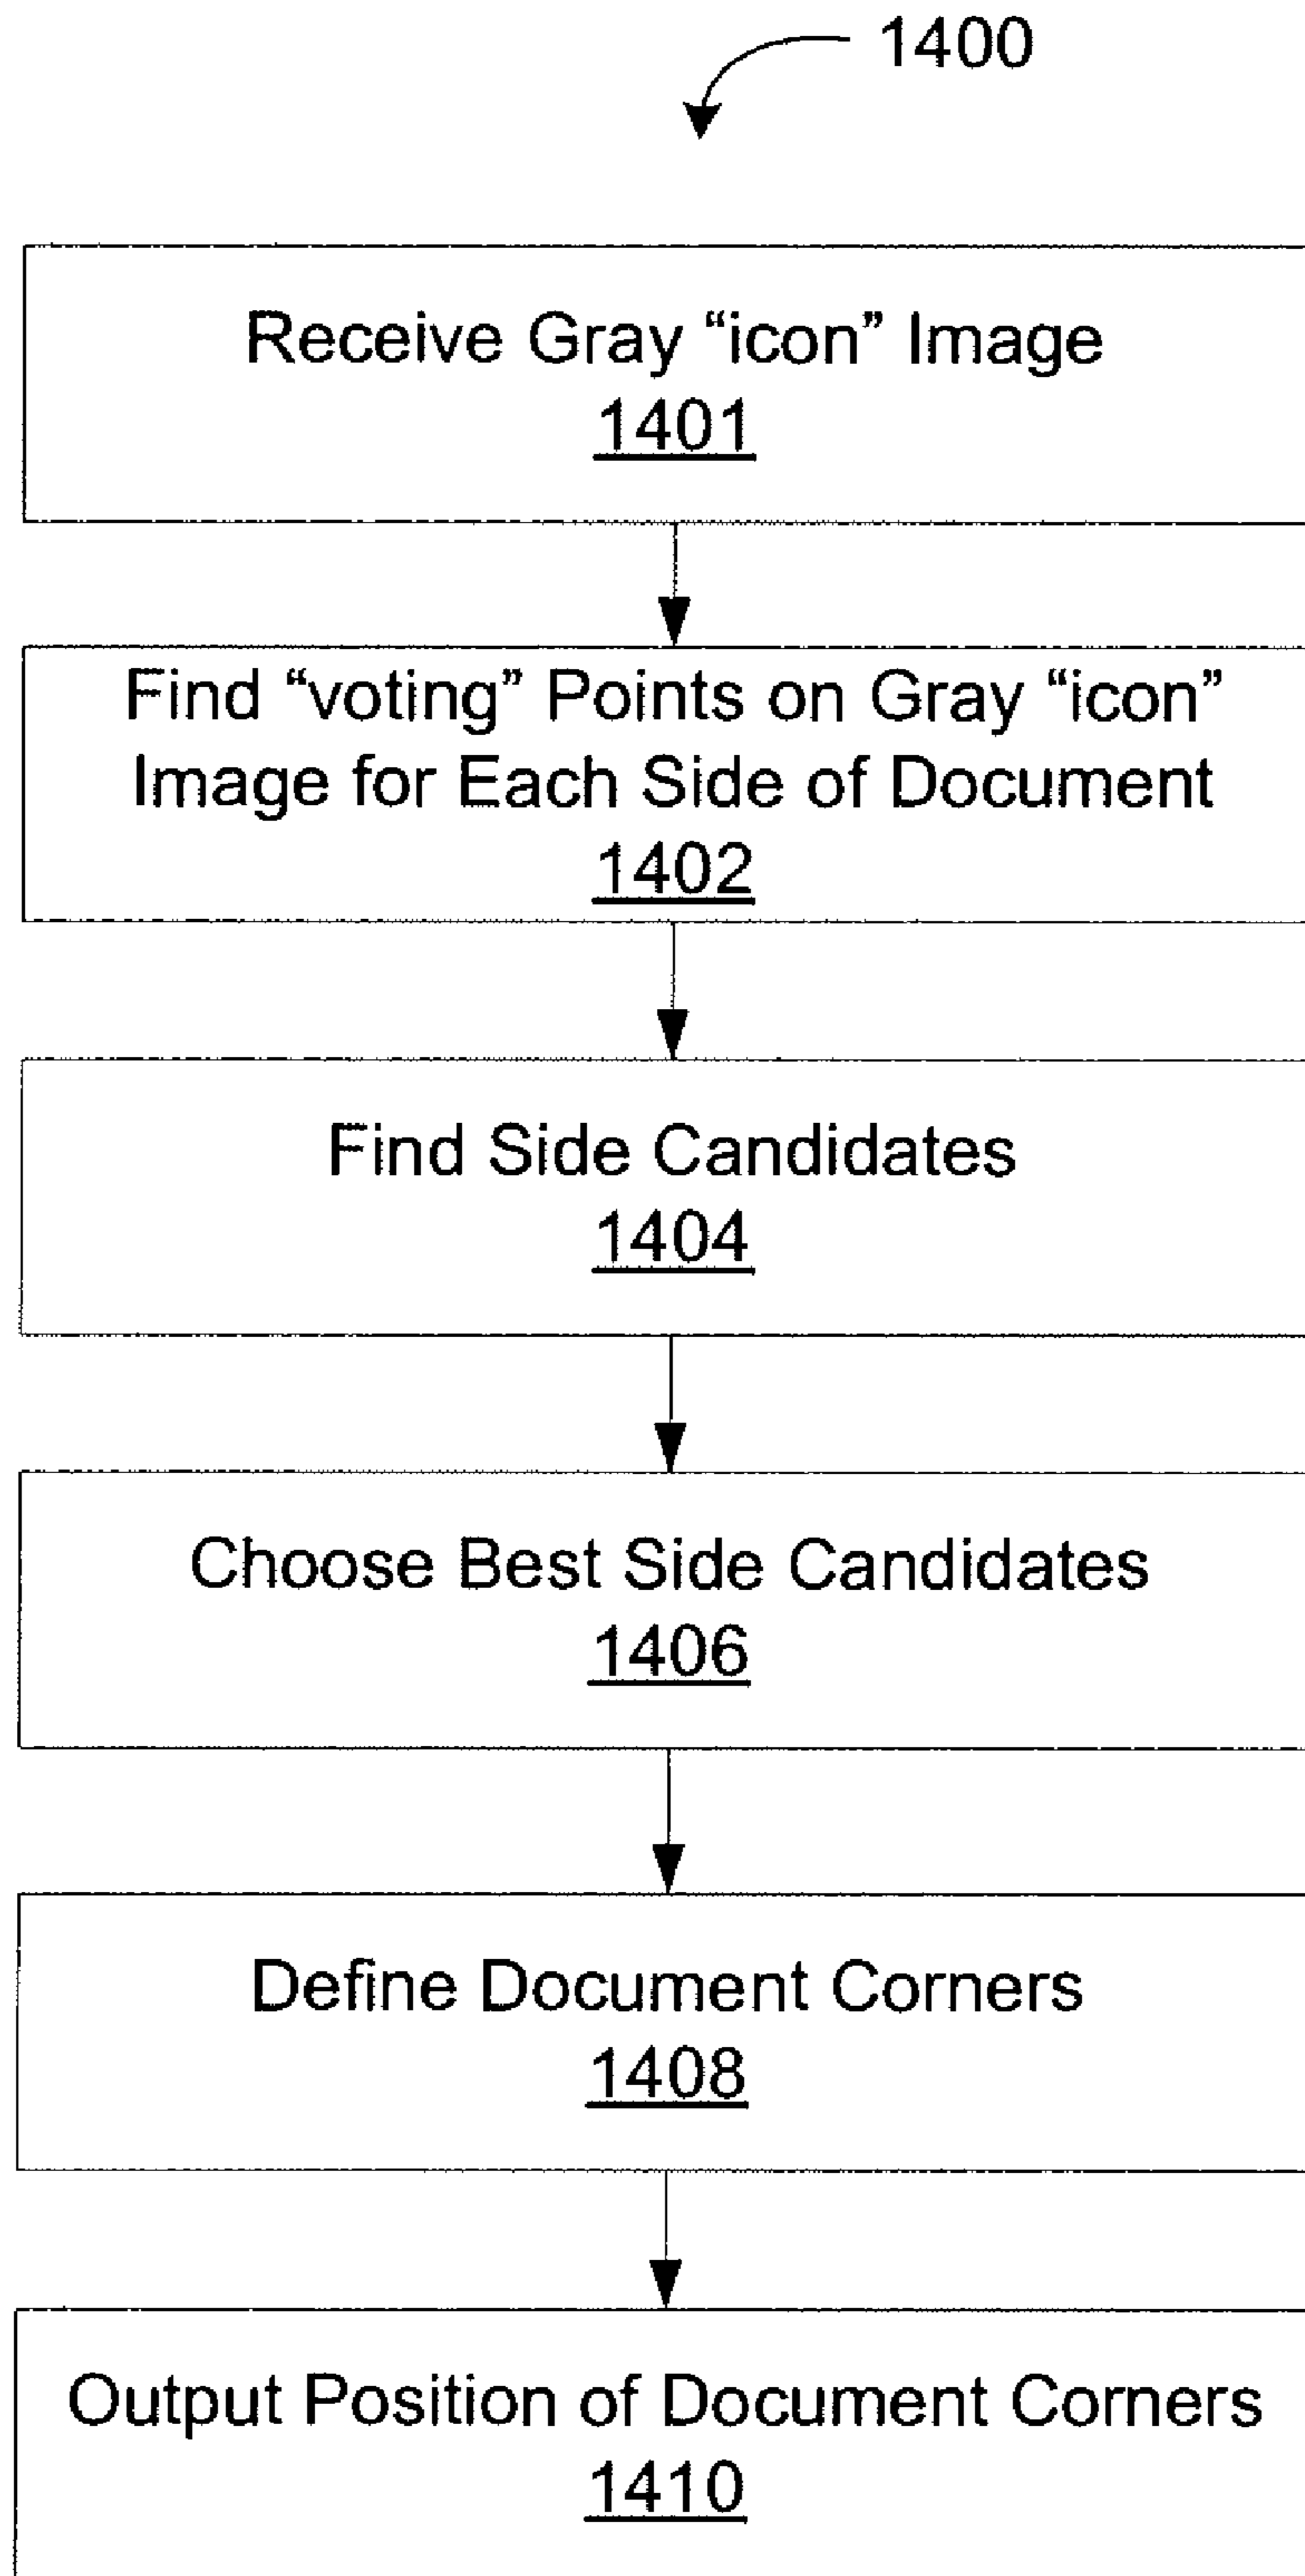 1400
Receive Gray “icon” Image
1401
Find “voting” Points on Gray “icon”
Image for Each Side of Document
1402
Find Side Candidates
1404
Choose Best Side Candidates
1406
Define Document Corners
1408
Output Position of Document Corners
1410